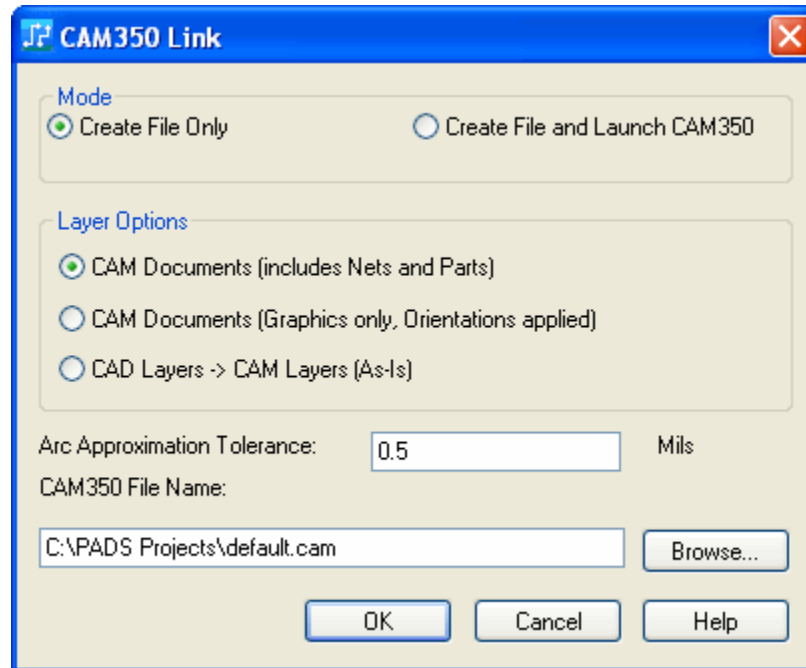 CAM350 Link
Mode
Create File Only Create File and Launch CAM350
Layer Options
CAM Documents (includes Nets and Parts)
CAM Documents (Graphics only, Orientations applied)
CAD Layers -> CAM Layers (As-Is)
Arc Approximation Tolerance: 0.5 Mils
CAM350 File Name:
C:\PADS Projects\default.cam Browse...
OK Cancel Help